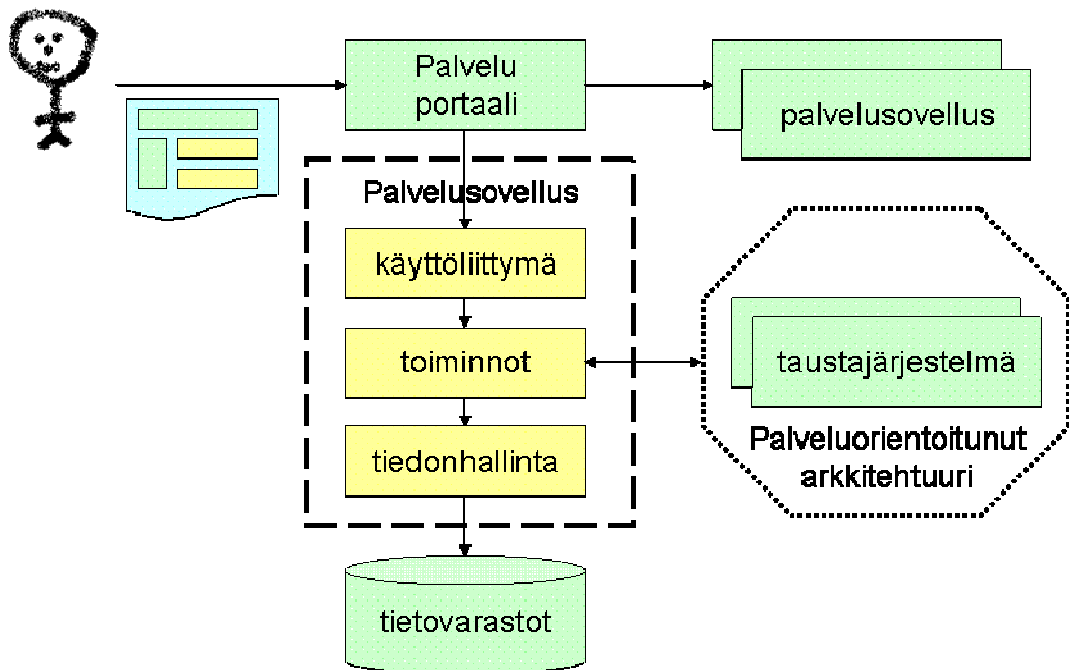 Palvelu
portaali
palvelusovellus
Palvelusovellus
käyttöliittymä
toiminnot
taustajärjestelmä
Palveluorientoitunut
arkkitehtuuri
tiedonhallinta
tietovarastot